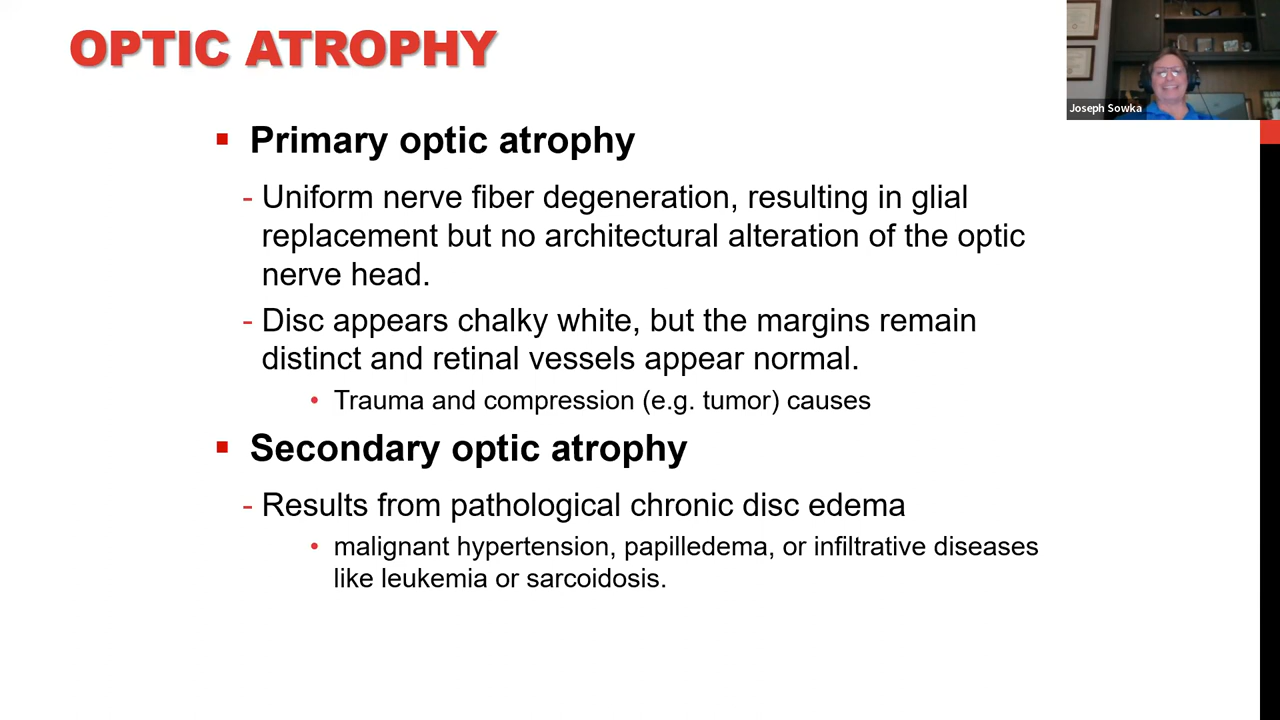 OPTIC ATROPHY
Joseph Sowka
▪ Primary optic atrophy
- Uniform nerve fiber degeneration, resulting in glial
replacement but no architectural alteration of the optic
nerve head.
- Disc appears chalky white, but the margins remain
distinct and retinal vessels appear normal.
• Trauma and compression (e.g. tumor) causes
▪ Secondary optic atrophy
- Results from pathological chronic disc edema
• malignant hypertension, papilledema, or infiltrative diseases
like leukemia or sarcoidosis.